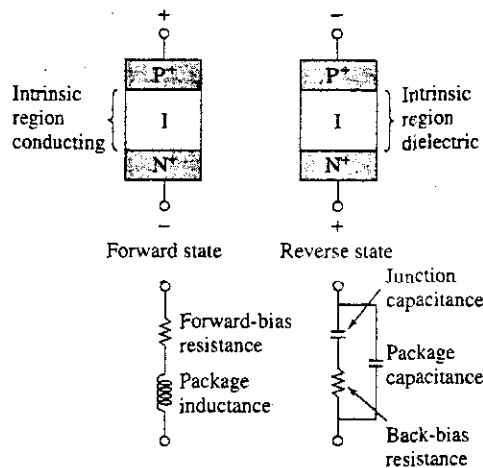 +
−
P+
P+
Intrinsic
region
conducting
I
I
Intrinsic
region
dielectric
N+
N+
−
+
Forward state
Reverse state
Junction
capacitance
Forward-bias
resistance
Package
inductance
Package
capacitance
Back-bias
resistance